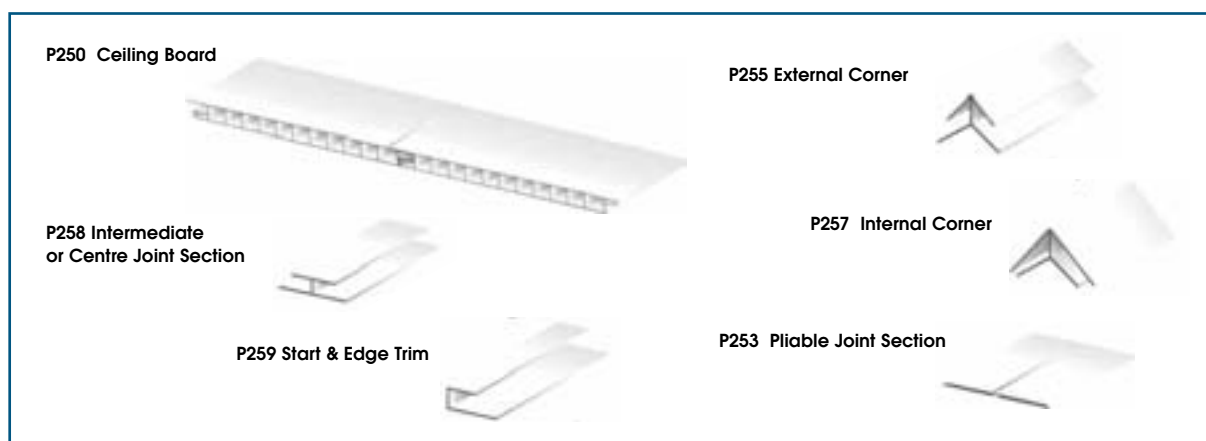 P250 Ceiling Board
P255 External Corner
P258 Intermediate
or Centre Joint Section
P257 Internal Corner
P259 Start & Edge Trim
P253 Pliable Joint Section